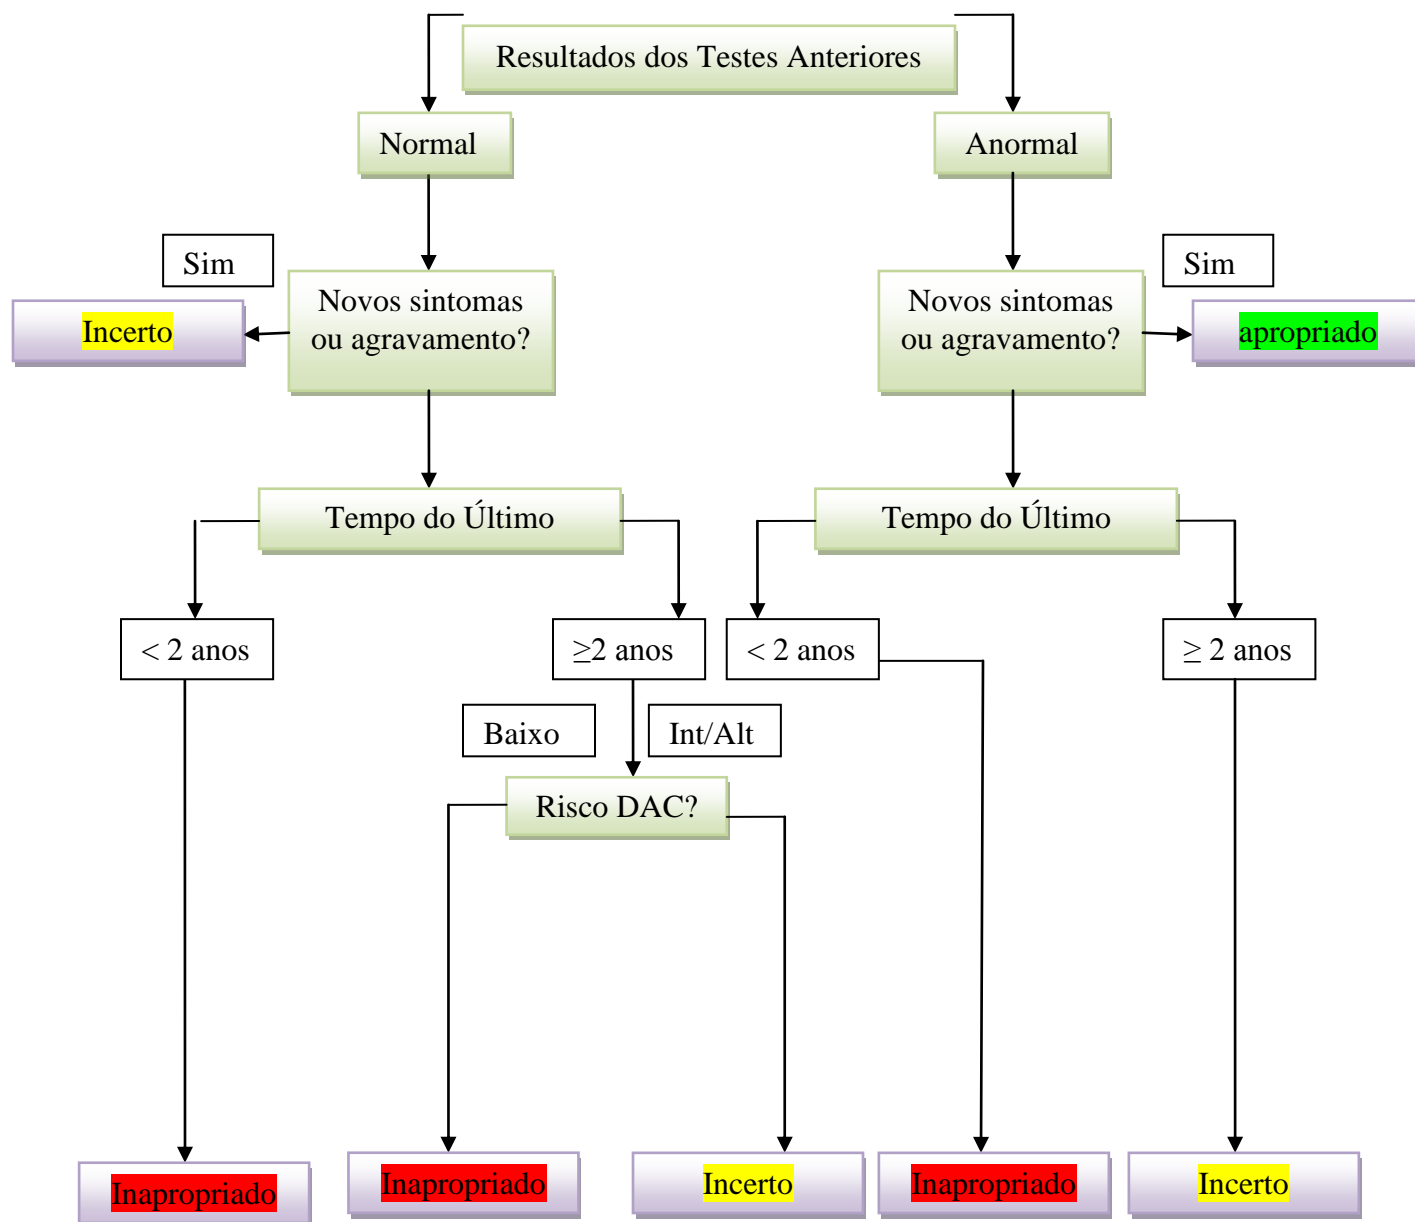 Resultados dos Testes Anteriores
Normal
Anormal
Sim
Sim
Novos sintomas
ou agravamento?
Novos sintomas
ou agravamento?
Incerto
apropriado
Tempo do Último
Tempo do Último
< 2 anos
≥2 anos
< 2 anos
≥ 2 anos
Baixo
Int/Alt
Risco DAC?
Inapropriado
Inapropriado
Incerto
Inapropriado
Incerto